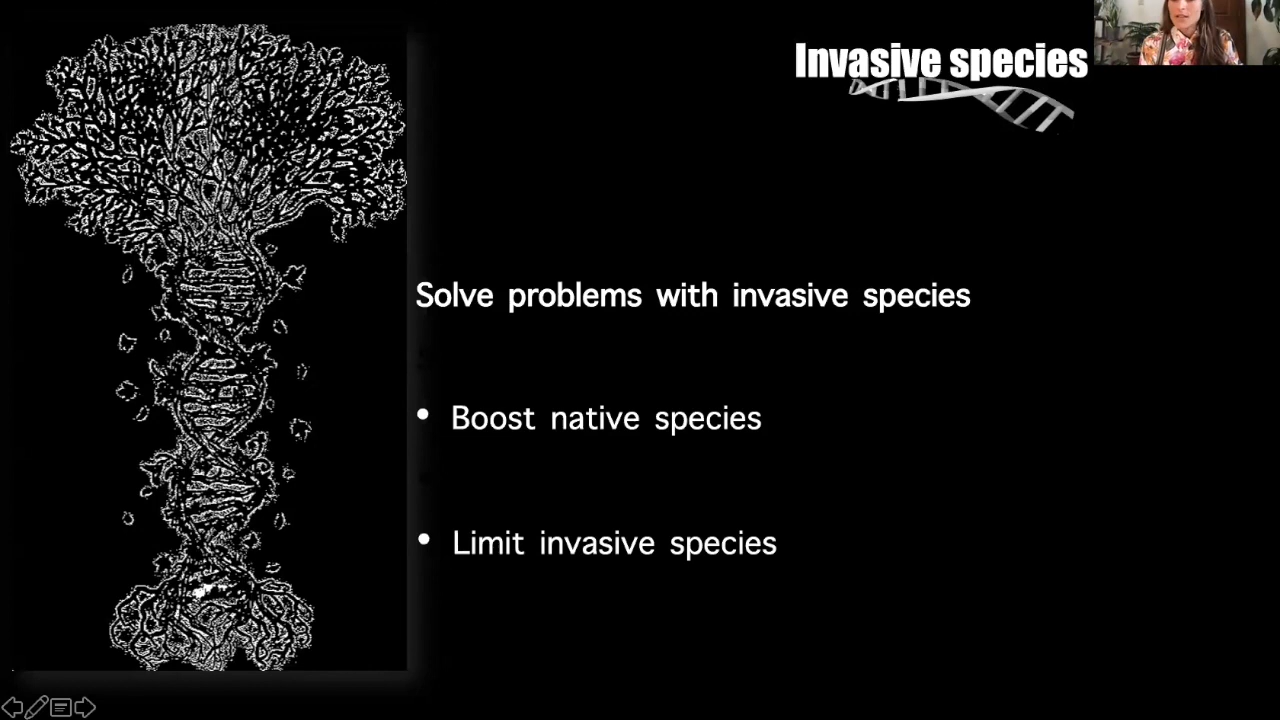 Invasive species
Solve problems with invasive species
• Boost native species
• Limit invasive species